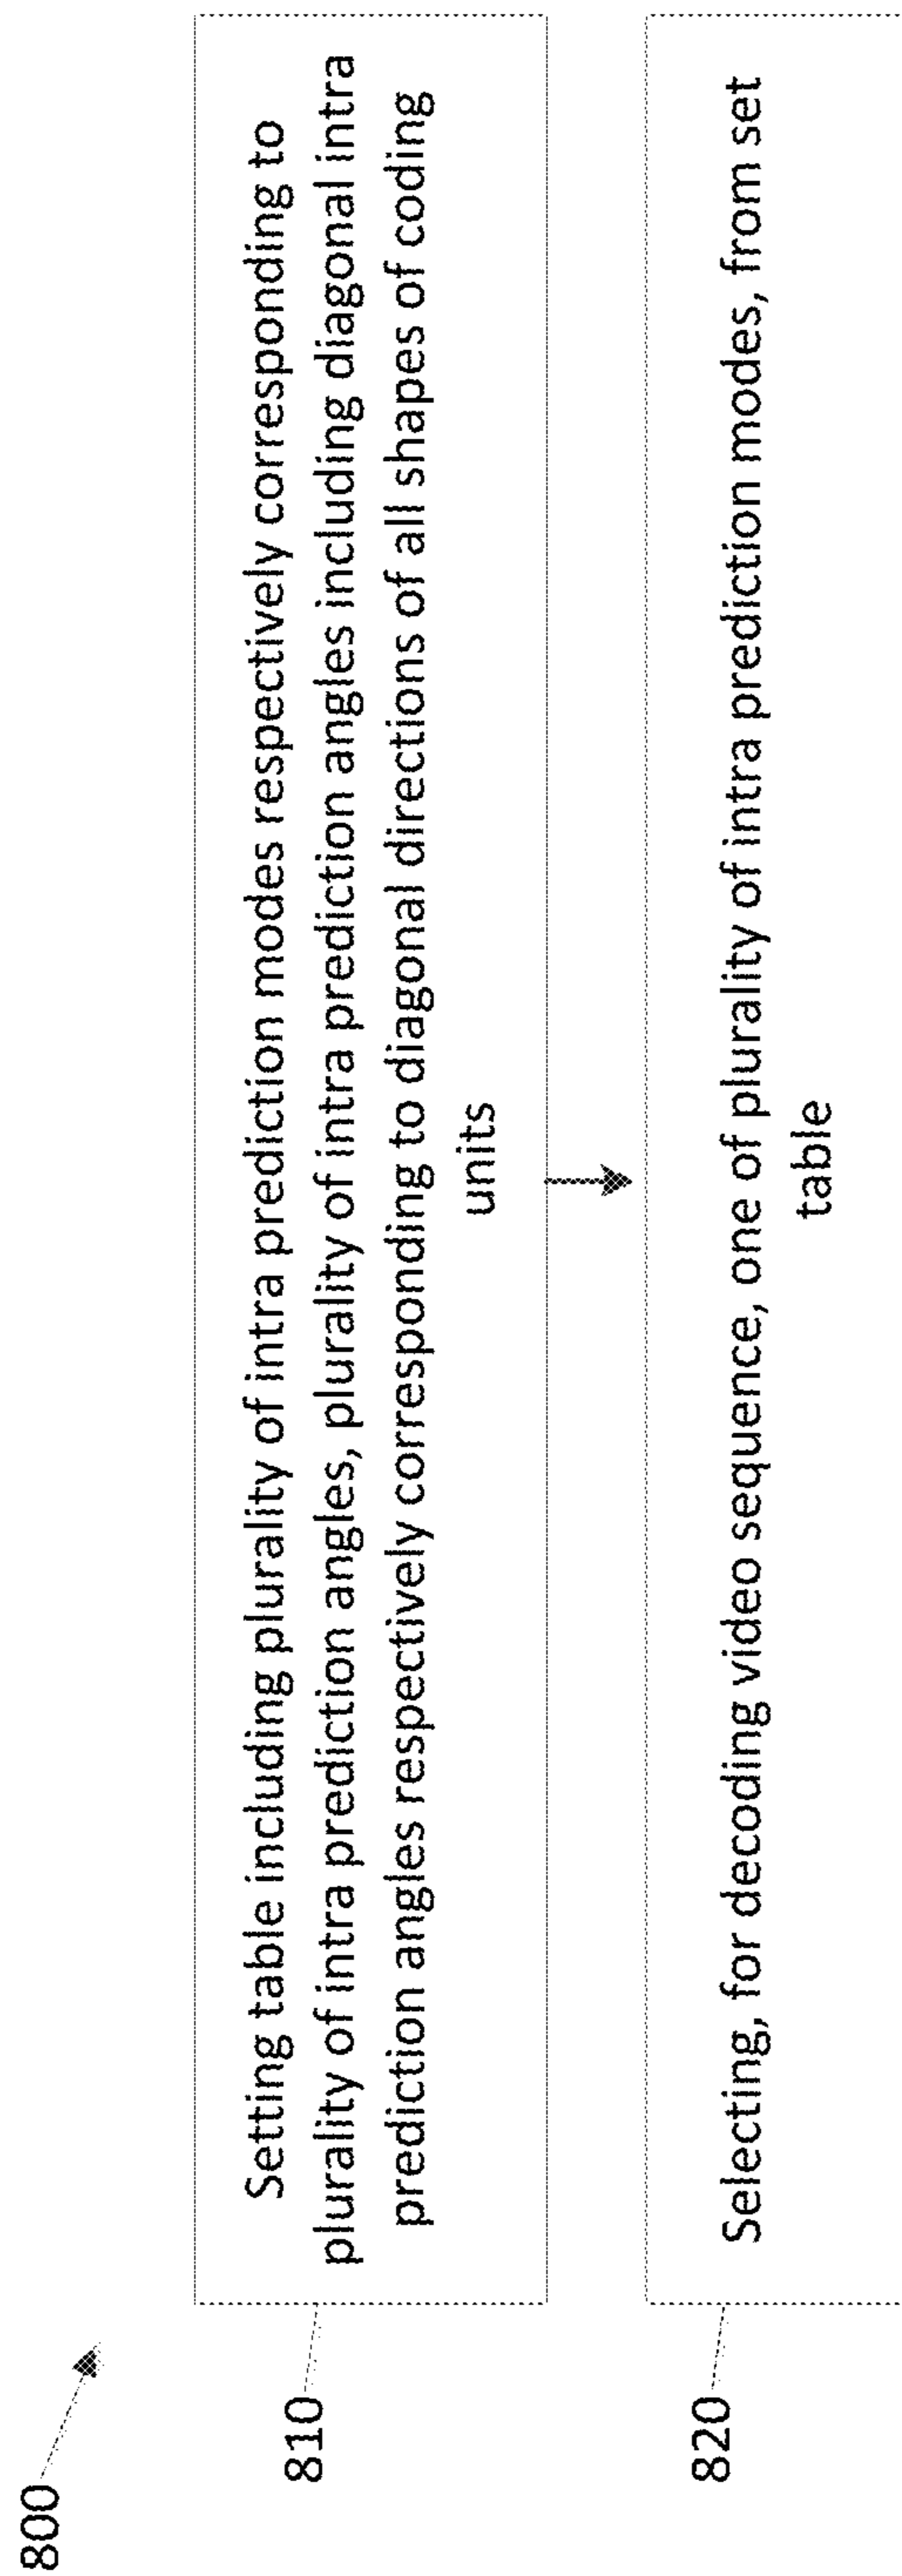 800
810
Setting table including plurality of intra prediction modes respectively corresponding to
plurality of intra prediction angles, plurality of intra prediction angles including diagonal intra
prediction angles respectively corresponding to diagonal directions of all shapes of coding
units
820
Selecting, for decoding video sequence, one of plurality of intra prediction modes, from set
table